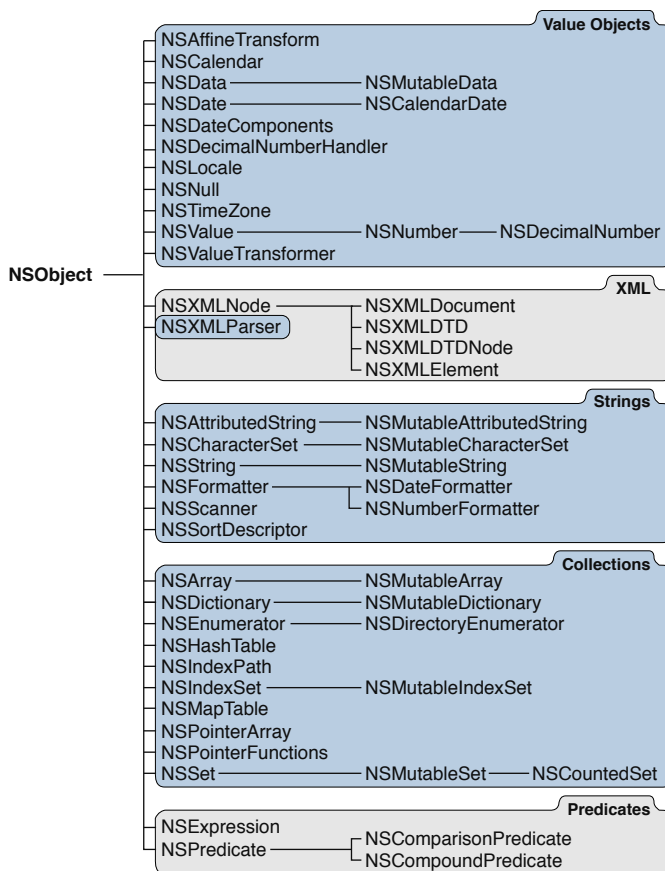 Value Objects
NSAffineTransform
NSCalendar
NSData NSMutableData
NSDate NSCalendarDate
NSDateComponents
NSDecimalNumberHandler
NSLocale
NSNull
NSTimeZone
NSValue NSNumber NSDecimalNumber
NSValueTransformer
NSObject
XML
NSXMLNode NSXMLDocument
NSXMLParser NSXMLDTD
NSXMLDTDNode
NSXMLElement
Strings
NSAttributedString NSMutableAttributedString
NSCharacterSet NSMutableCharacterSet
NSString NSMutableString
NSFormatter NSDateFormatter
NSScanner NSNumberFormatter
NSSortDescriptor
Collections
NSArray NSMutableArray
NSDictionary NSMutableDictionary
NSEnumerator NSDirectoryEnumerator
NSHashTable
NSIndexPath
NSIndexSet NSMutableIndexSet
NSMapTable
NSPointerArray
NSPointerFunctions
NSSet NSMutableSet NSCountedSet
Predicates
NSExpression
NSPredicate NSComparisonPredicate
NSCompoundPredicate